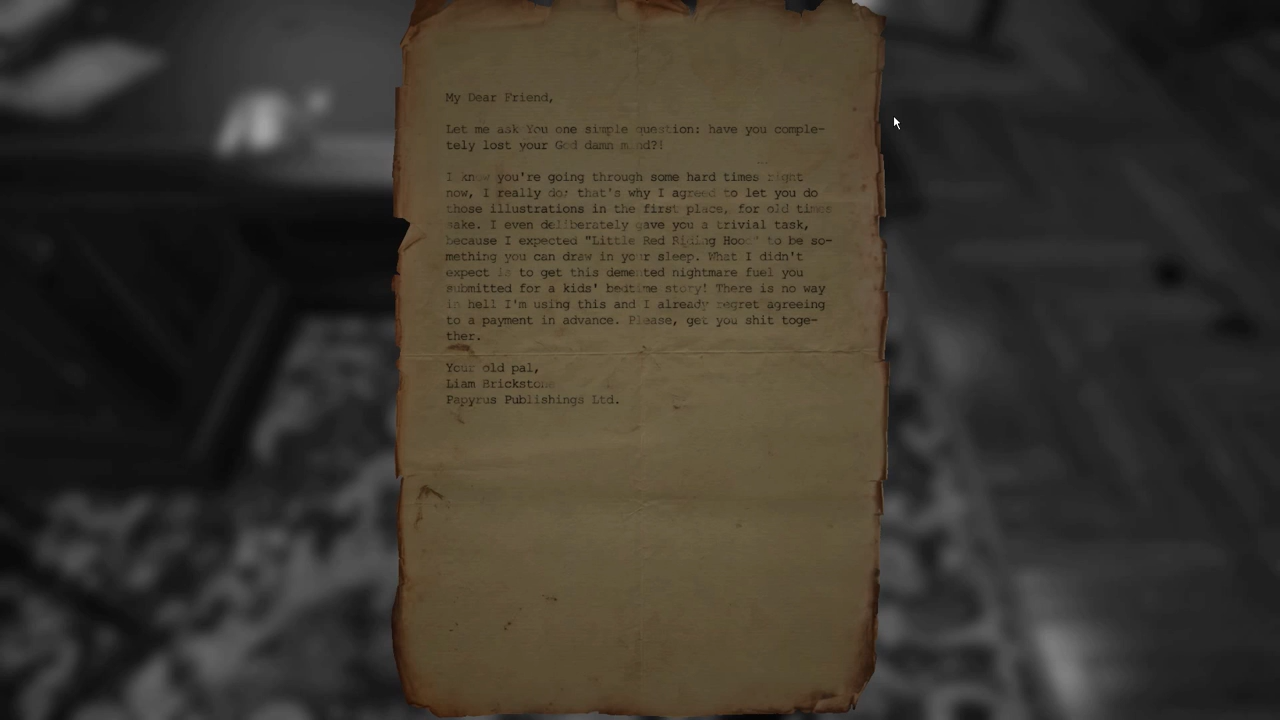 My Dear Friend,
Let me ask You one simple question: have you comple-
tely lost your God damn mind?!
I know you're going through some hard times right
now, I really do: that's why I agreed to let you do
those illustrations in the first place, for old times
sake. I even deliberately gave you a trivial task,
because I expected "Little Red Riding Hood" to be so-
mething you can draw in your sleep. What I didn't
expect is to get this demented nightmare fuel you
submitted for a kids' bedtime story! There is no way
in hell I'm using this and I already regret agreeing
to a payment in advance. Please, get you shit toge-
ther.
Your old pal,
Liam Brickstone
Papyrus Publishings Ltd.